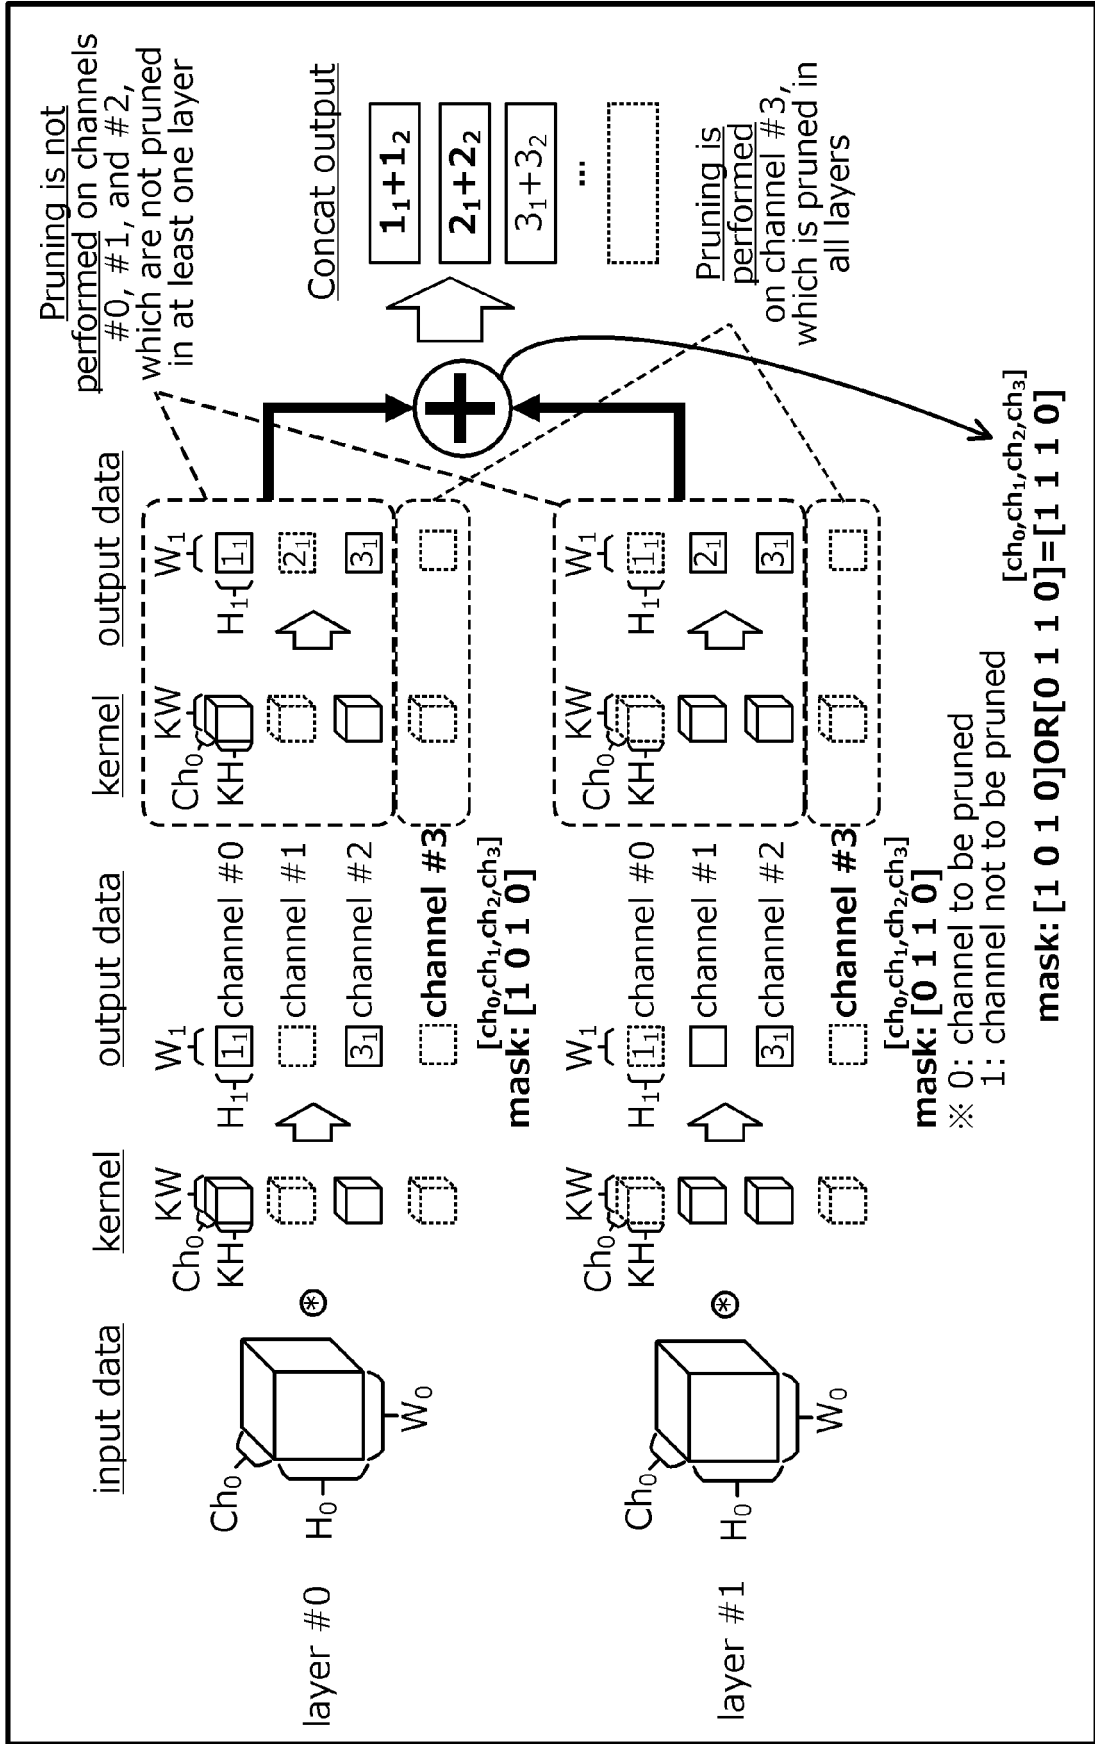 input data
kernel
output data
kernel
output data
Pruning is not
performed on channels
#0, #1, and #2,
which are not pruned
in at least one layer
layer #0
Ch₀
H₀
W₀
⊛
Ch₀
KW
KH
H₁
W₁
1₁
3₁
channel #0
channel #1
channel #2
channel #3
[ch₀,ch₁,ch₂,ch₃]
mask: [1 0 1 0]
Ch₀
KW
KH
H₁
W₁
1₁
2₁
3₁
Concat output
1₁+1₂
2₁+2₂
3₁+3₂
...
layer #1
Ch₀
H₀
W₀
⊛
Ch₀
KW
KH
H₁
W₁
1₁
3₁
channel #0
channel #1
channel #2
channel #3
[ch₀,ch₁,ch₂,ch₃]
mask: [0 1 1 0]
Ch₀
KW
KH
H₁
W₁
1₁
2₁
3₁
Pruning is
performed
on channel #3,
which is pruned in
all layers
※ 0: channel to be pruned
1: channel not to be pruned
[ch₀,ch₁,ch₂,ch₃]
mask: [1 0 1 0]OR[0 1 1 0]=[1 1 1 0]